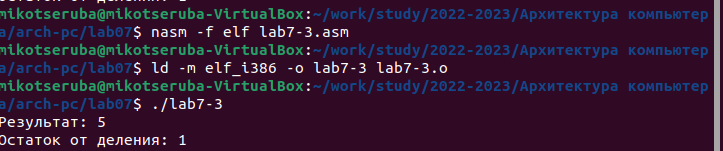 mikotseruba@mikotseruba-VirtualBox:~/work/study/2022-2023/Архитектура компьютер
а/arch-pc/lab07$ nasm -f elf lab7-3.asm
mikotseruba@mikotseruba-VirtualBox:~/work/study/2022-2023/Архитектура компьютер
а/arch-pc/lab07$ ld -m elf_i386 -o lab7-3 lab7-3.o
mikotseruba@mikotseruba-VirtualBox:~/work/study/2022-2023/Архитектура компьютер
а/arch-pc/lab07$ ./lab7-3
Результат: 5
Остаток от деления: 1